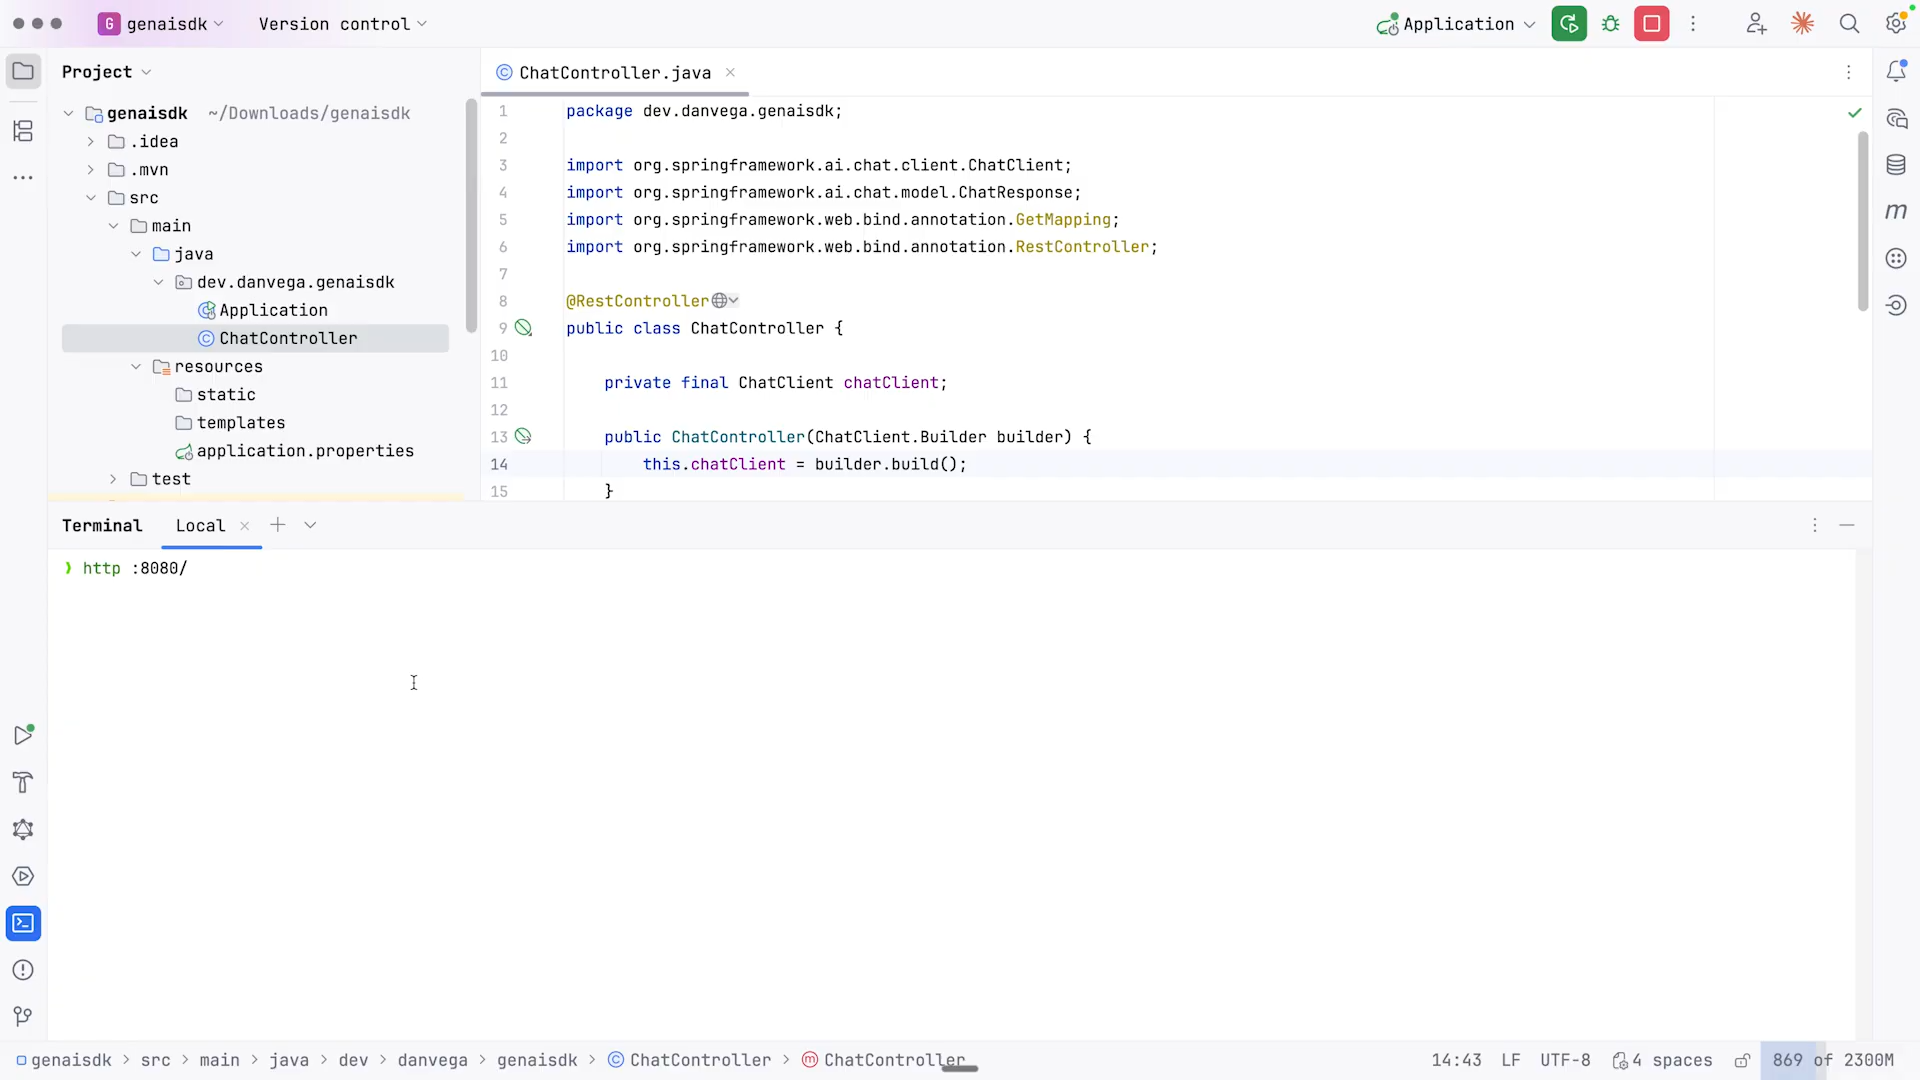 G genaisdk Version control Application
Project
ChatController.java
genaisdk ~/Downloads/genaisdk
.idea
.mvn
src
main
java
dev.danvega.genaisdk
Application
ChatController
resources
static
templates
application.properties
test
1 package dev.danvega.genaisdk;
2
3 import org.springframework.ai.chat.client.ChatClient;
4 import org.springframework.ai.chat.model.ChatResponse;
5 import org.springframework.web.bind.annotation.GetMapping;
6 import org.springframework.web.bind.annotation.RestController;
7
8 @RestController
9 public class ChatController {
10
11 private final ChatClient chatClient;
12
13 public ChatController(ChatClient.Builder builder) {
14 this.chatClient = builder.build();
15 }
Terminal Local
❯ http :8080/
genaisdk > src > main > java > dev > danvega > genaisdk > ChatController > ChatController 14:43 LF UTF-8 4 spaces 869 of 2300M